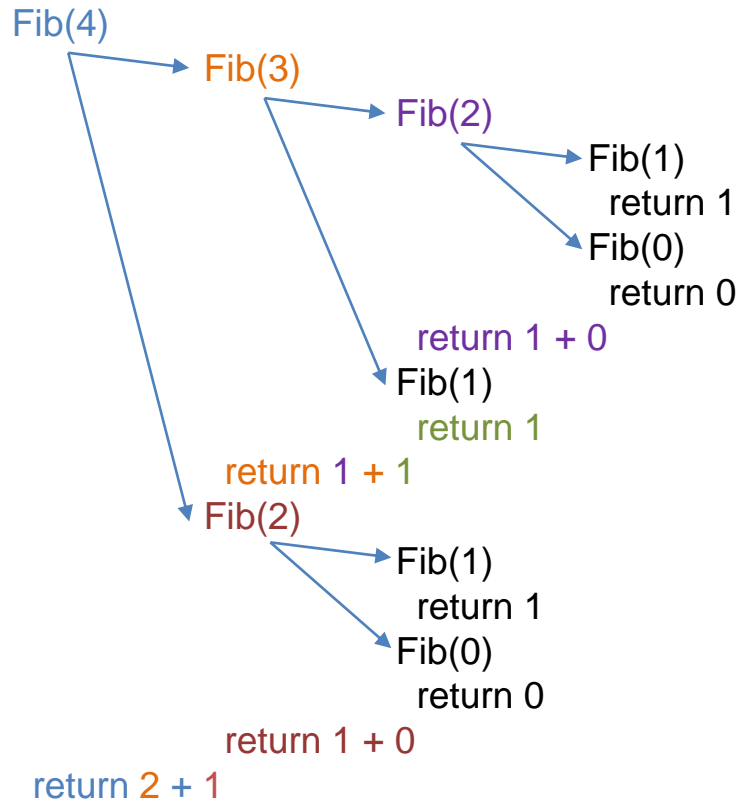 Fib(4)
Fib(3)
Fib(2)
Fib(1)
return 1
Fib(0)
return 0
return 1 + 0
Fib(1)
return 1
return 1 + 1
Fib(2)
Fib(1)
return 1
Fib(0)
return 0
return 1 + 0
return 2 + 1